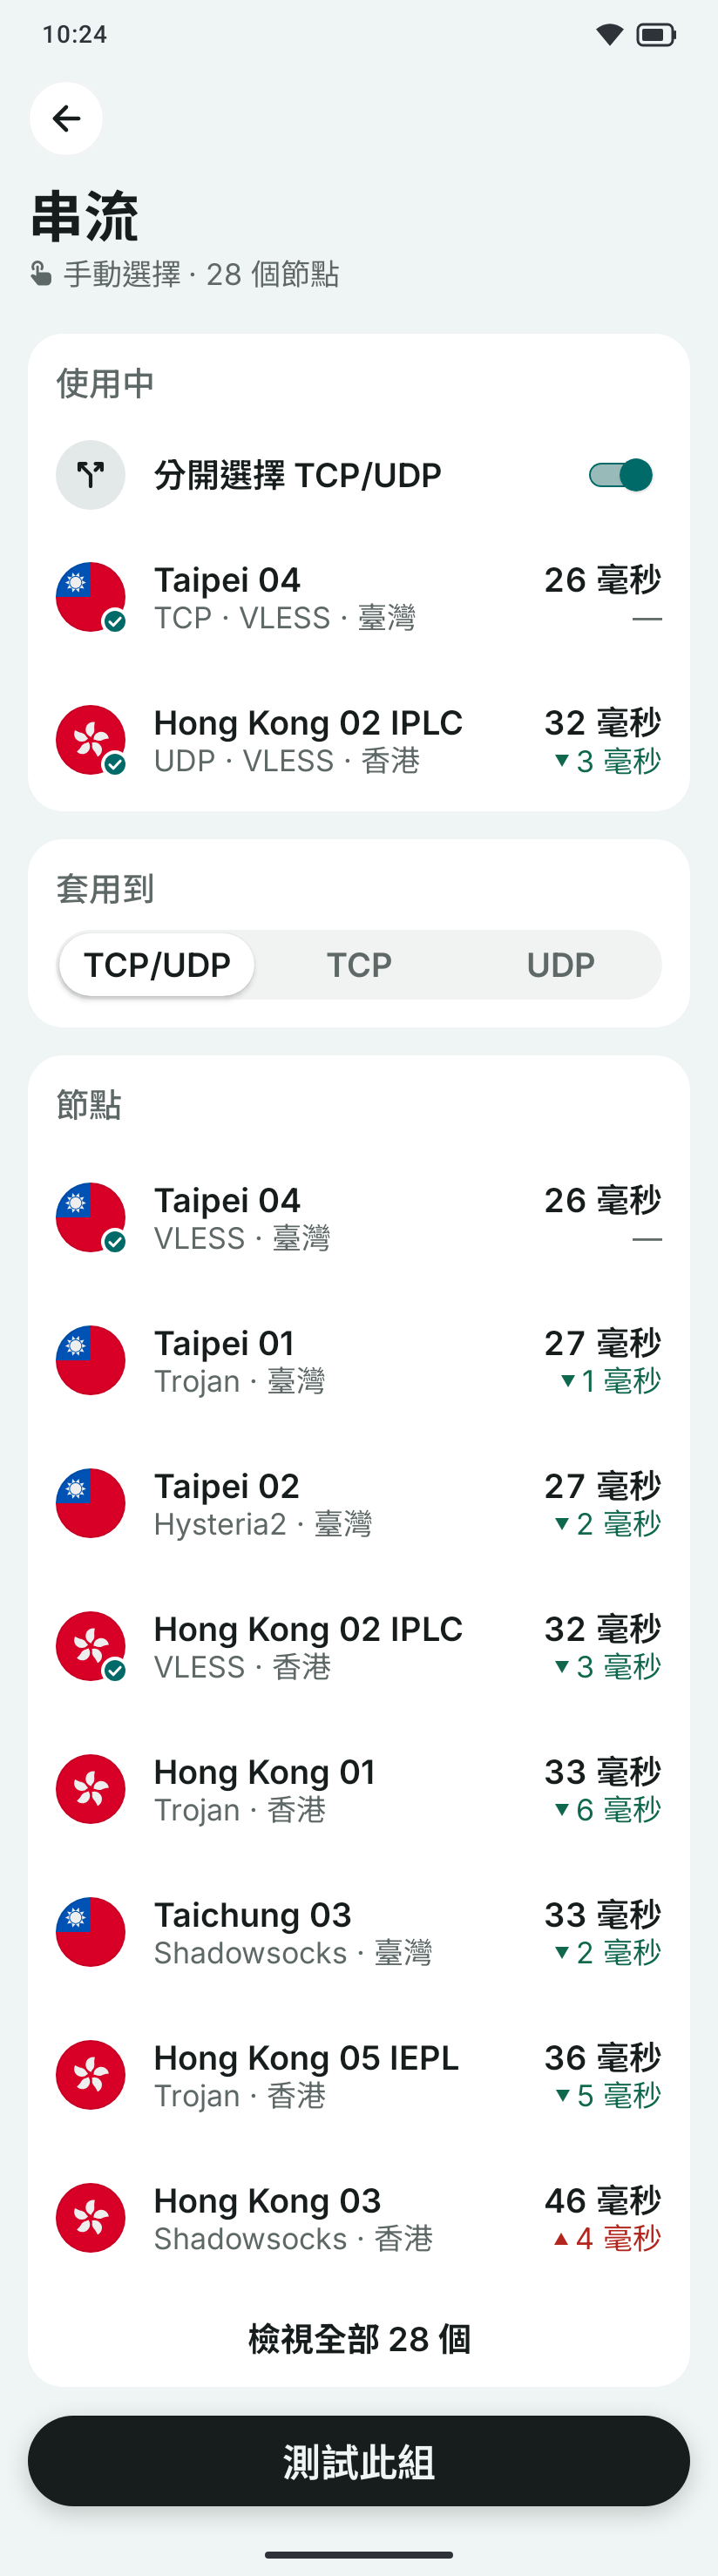 10:24
串流
手動選擇 · 28 個節點
使用中
分開選擇 TCP/UDP
Taipei 04
26 毫秒
TCP · VLESS · 臺灣
—
Hong Kong 02 IPLC
32 毫秒
UDP · VLESS · 香港
▼3 毫秒
套用到
TCP/UDP TCP UDP
節點
Taipei 04
26 毫秒
VLESS · 臺灣
—
Taipei 01
27 毫秒
Trojan · 臺灣
▼1 毫秒
Taipei 02
27 毫秒
Hysteria2 · 臺灣
▼2 毫秒
Hong Kong 02 IPLC
32 毫秒
VLESS · 香港
▼3 毫秒
Hong Kong 01
33 毫秒
Trojan · 香港
▼6 毫秒
Taichung 03
33 毫秒
Shadowsocks · 臺灣
▼2 毫秒
Hong Kong 05 IEPL
36 毫秒
Trojan · 香港
▼5 毫秒
Hong Kong 03
46 毫秒
Shadowsocks · 香港
▲4 毫秒
檢視全部 28 個
測試此組